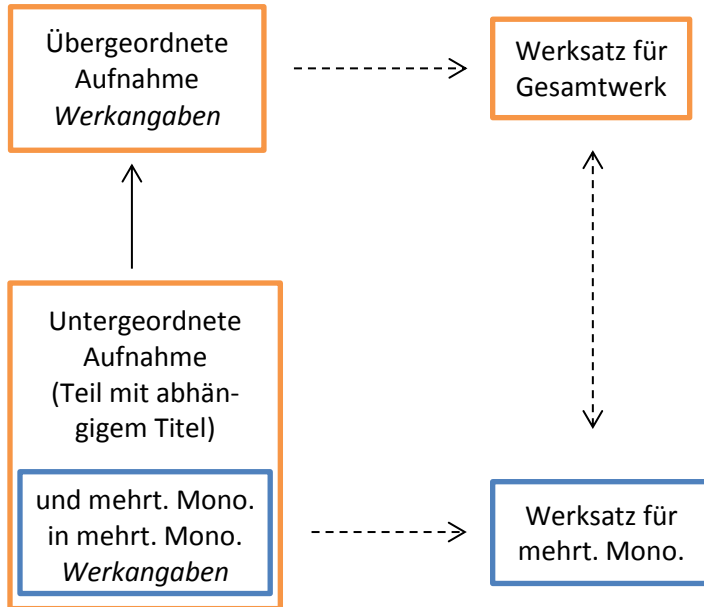 Übergeordnete
Aufnahme
Werkangaben
Werksatz für
Gesamtwerk
Untergeordnete
Aufnahme
(Teil mit abhän-
gigem Titel)
und mehrt. Mono.
in mehrt. Mono.
Werkangaben
Werksatz für
mehrt. Mono.